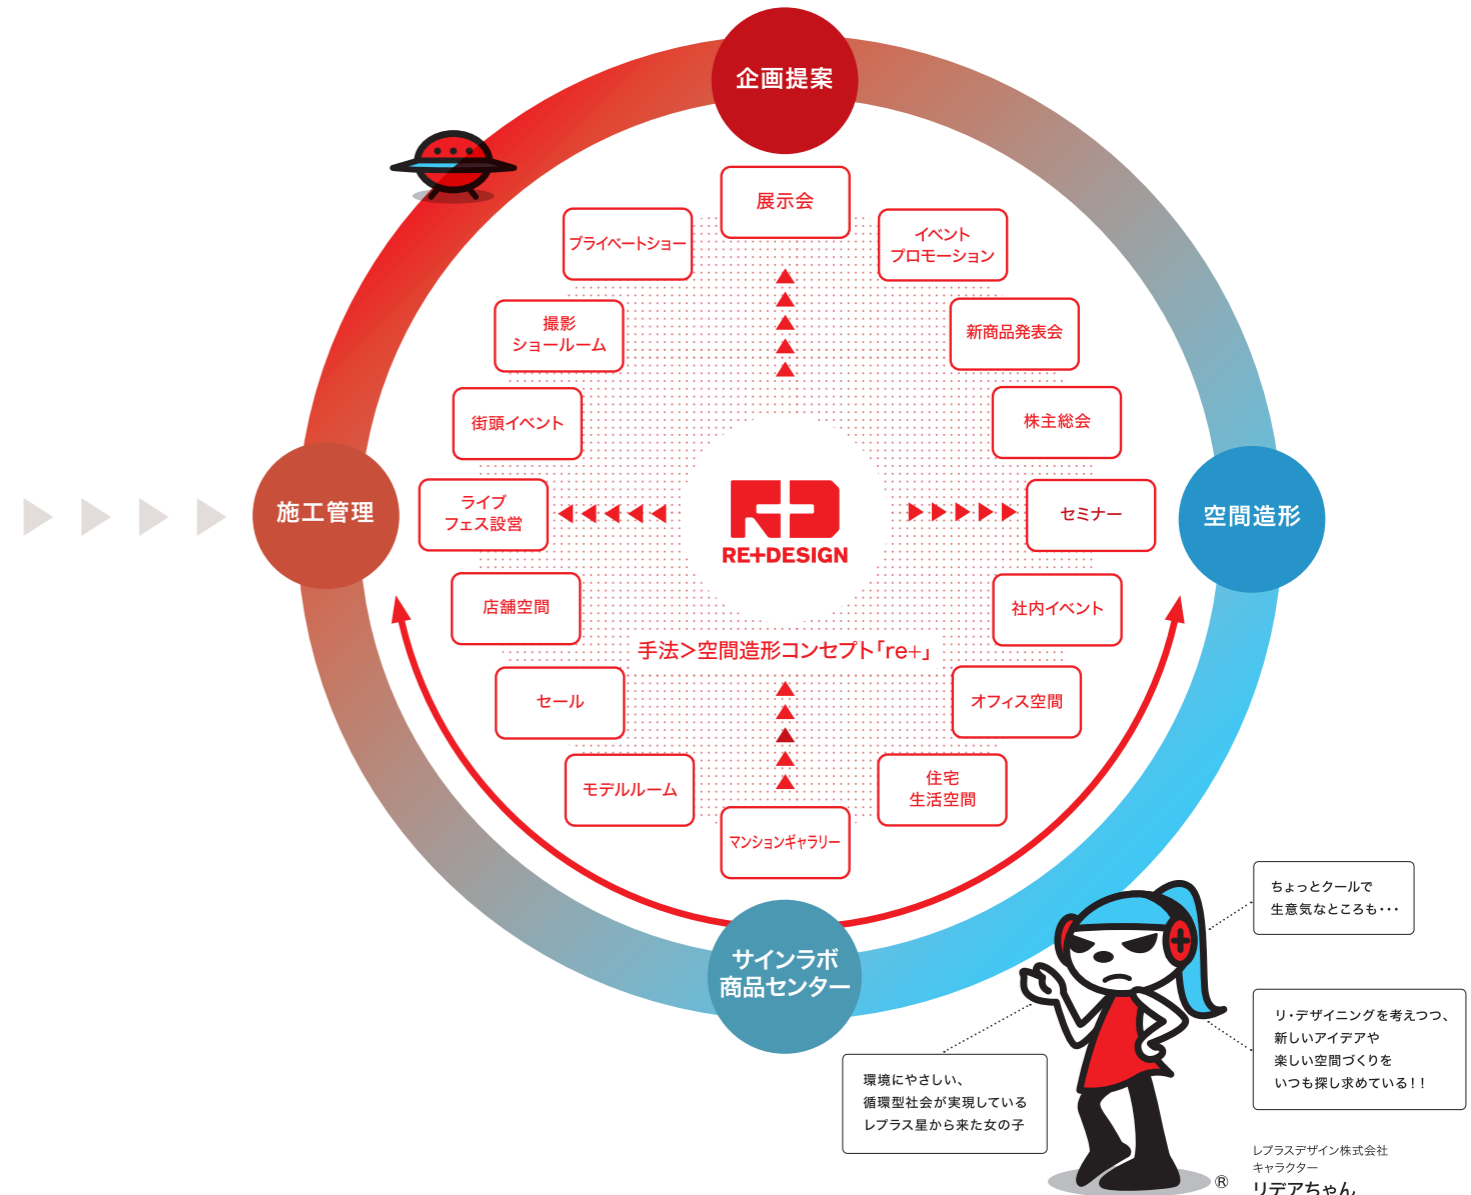 企画提案
展示会
プライベートショー
イベント
プロモーション
撮影
ショールーム
新商品発表会
街頭イベント
株主総会
施工管理
ライブ
フェス設営
RE+DESIGN
セミナー
空間造形
店舗空間
社内イベント
手法>空間造形コンセプト「re+」
セール
オフィス空間
モデルルーム
住宅
生活空間
マンションギャラリー
サインラボ
商品センター
ちょっとクールで
生意気なところも・・・
リ・デザイニングを考えつつ、
新しいアイデアや
楽しい空間づくりを
いつも探し求めている!!
環境にやさしい、
循環型社会が実現している
レプラス星から来た女の子
®
レプラスデザイン株式会社
キャラクター
リデアちゃん